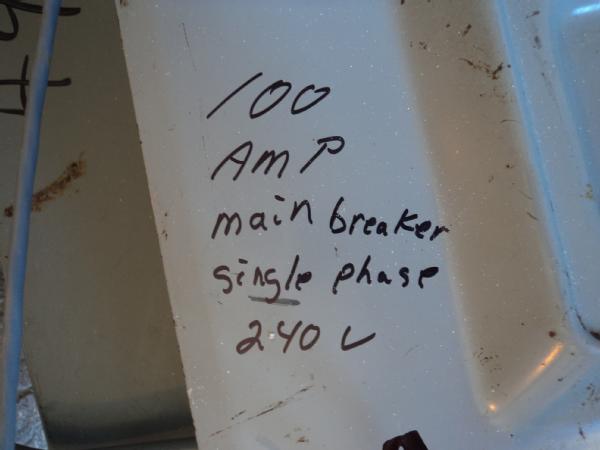 100
AMP
main breaker
single phase
240 V